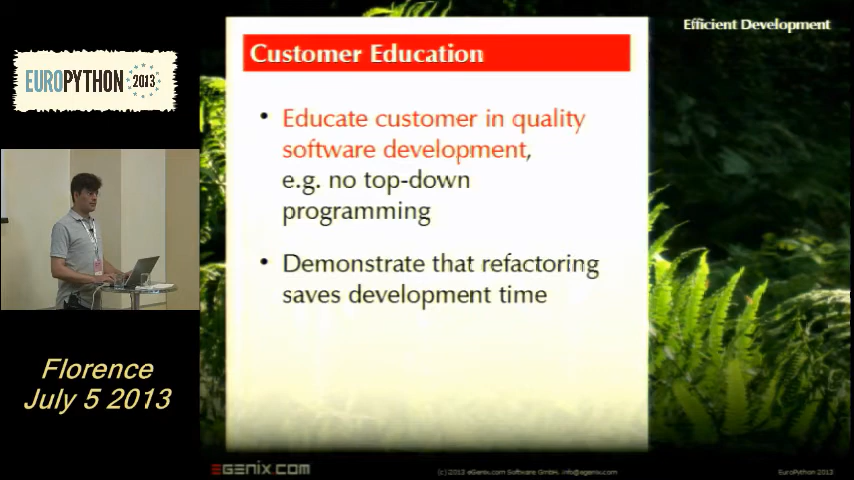 Efficient Development
EUROPYTHON 2013
Customer Education
• Educate customer in quality
software development,
e.g. no top-down
programming
• Demonstrate that refactoring
saves development time
Florence
July 5 2013
eGenix.com
(c) 2013 eGenix.com Software GmbH, info@egenix.com
EuroPython 2013